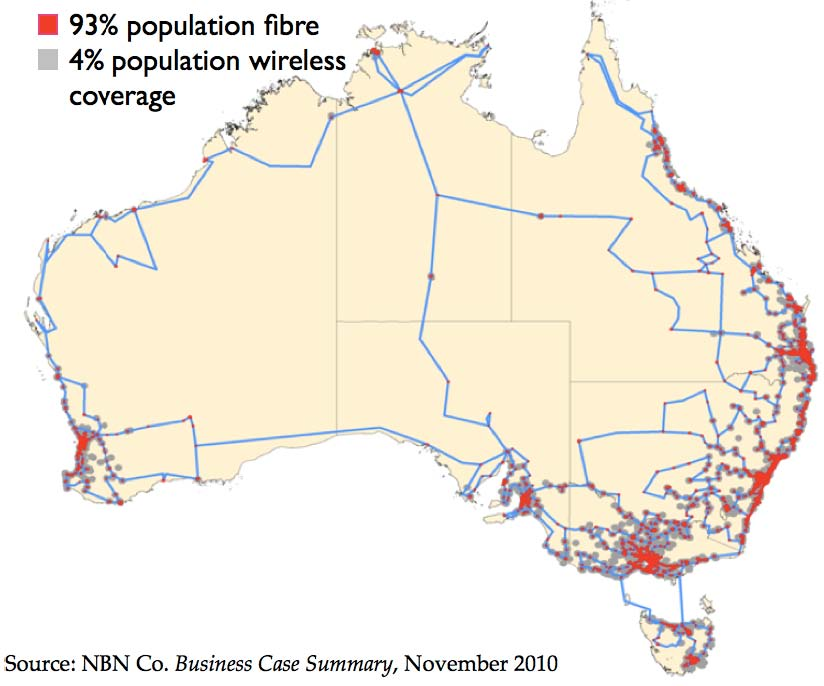 93% population fibre
4% population wireless
coverage
Source: NBN Co. Business Case Summary, November 2010